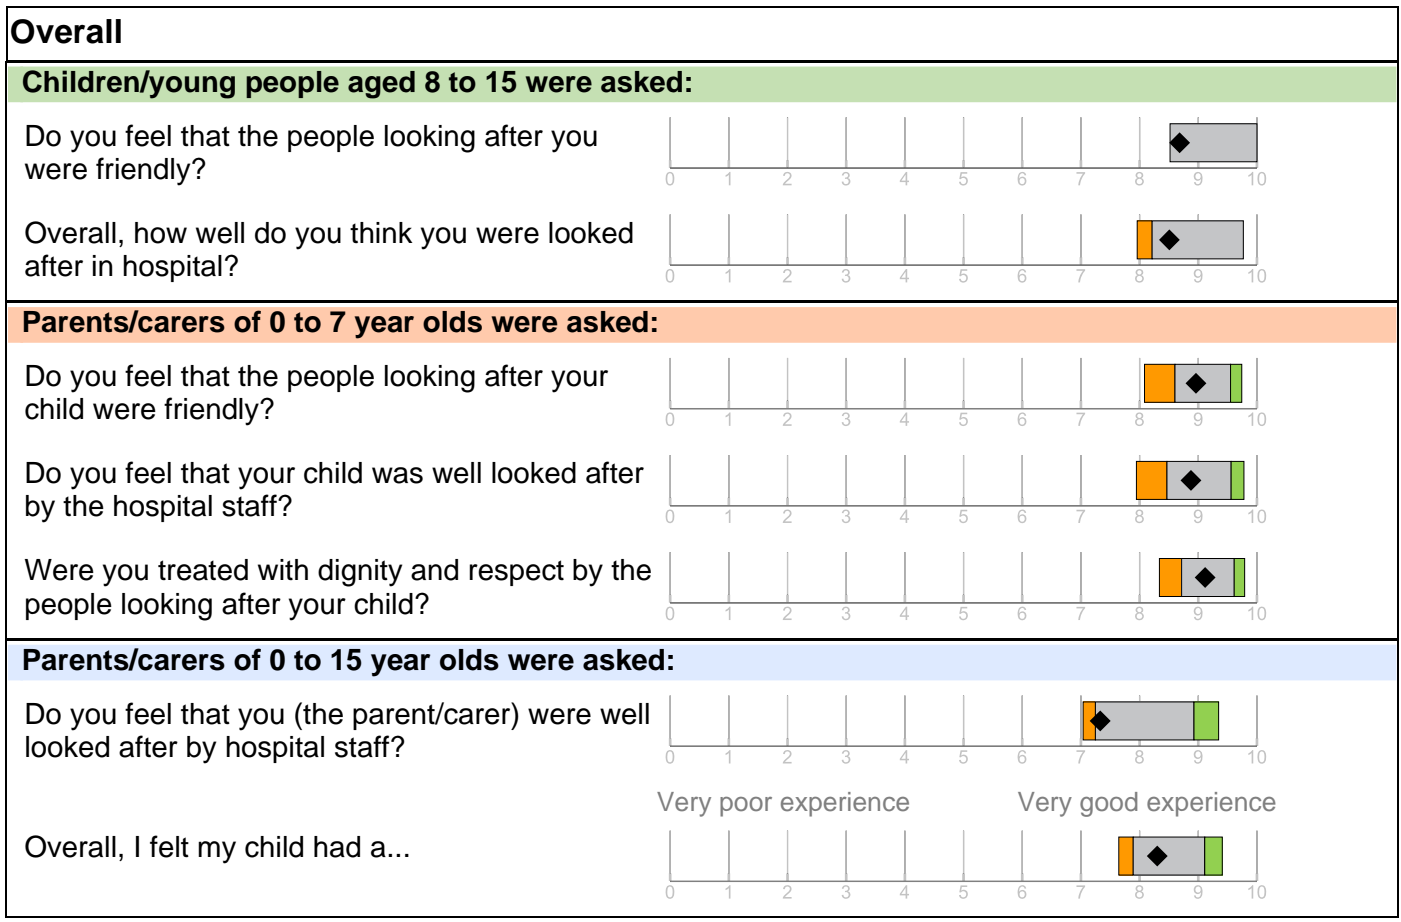 Overall
Children/young people aged 8 to 15 were asked:
Do you feel that the people looking after you
were friendly?
0 1 2 3 4 5 6 7 8 9 10
Overall, how well do you think you were looked
after in hospital?
0 1 2 3 4 5 6 7 8 9 10
Parents/carers of 0 to 7 year olds were asked:
Do you feel that the people looking after your
child were friendly?
0 1 2 3 4 5 6 7 8 9 10
Do you feel that your child was well looked after
by the hospital staff?
0 1 2 3 4 5 6 7 8 9 10
Were you treated with dignity and respect by the
people looking after your child?
0 1 2 3 4 5 6 7 8 9 10
Parents/carers of 0 to 15 year olds were asked:
Do you feel that you (the parent/carer) were well
looked after by hospital staff?
0 1 2 3 4 5 6 7 8 9 10
Very poor experience Very good experience
Overall, I felt my child had a...
0 1 2 3 4 5 6 7 8 9 10